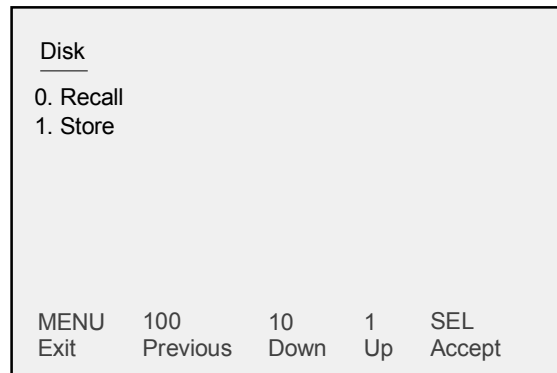 Disk
0. Recall
1. Store
MENU 100 10 1 SEL
Exit Previous Down Up Accept